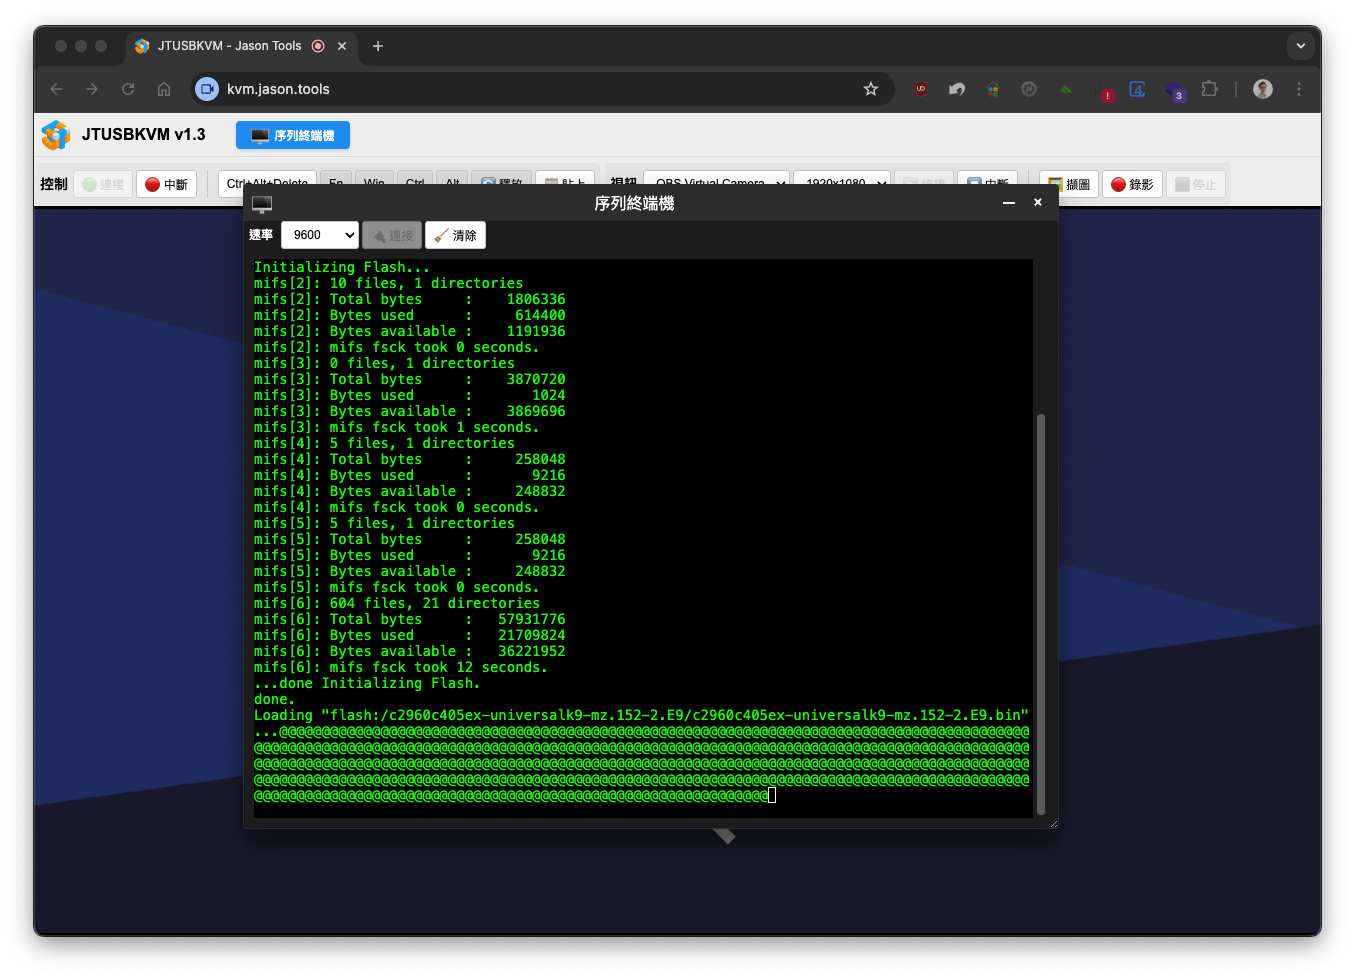 JTUSBKVM - Jason Tools
kvm.jason.tools
UD
!
4
3
JTUSBKVM v1.3
序列終端機
控制
連接
中斷
Ctrl+Alt+Delete
Fn
Win
Ctrl
Alt
釋放
貼上
視訊
OBS Virtual Camera
1920x1080
連接
中斷
擷圖
錄影
停止
序列終端機
速率
9600
連接
清除
Initializing Flash...
mifs[2]: 10 files, 1 directories
mifs[2]: Total bytes     :    1806336
mifs[2]: Bytes used      :     614400
mifs[2]: Bytes available :    1191936
mifs[2]: mifs fsck took 0 seconds.
mifs[3]: 0 files, 1 directories
mifs[3]: Total bytes     :    3870720
mifs[3]: Bytes used      :       1024
mifs[3]: Bytes available :    3869696
mifs[3]: mifs fsck took 1 seconds.
mifs[4]: 5 files, 1 directories
mifs[4]: Total bytes     :     258048
mifs[4]: Bytes used      :       9216
mifs[4]: Bytes available :     248832
mifs[4]: mifs fsck took 0 seconds.
mifs[5]: 5 files, 1 directories
mifs[5]: Total bytes     :     258048
mifs[5]: Bytes used      :       9216
mifs[5]: Bytes available :     248832
mifs[5]: mifs fsck took 0 seconds.
mifs[6]: 604 files, 21 directories
mifs[6]: Total bytes     :   57931776
mifs[6]: Bytes used      :   21709824
mifs[6]: Bytes available :   36221952
mifs[6]: mifs fsck took 12 seconds.
...done Initializing Flash.
done.
Loading "flash:/c2960c405ex-universalk9-mz.152-2.E9/c2960c405ex-universalk9-mz.152-2.E9.bin"
...@@@@@@@@@@@@@@@@@@@@@@@@@@@@@@@@@@@@@@@@@@@@@@@@@@@@@@@@@@@@@@@@@@@@@@@@@@@@@@@@@@@@@@@@@
@@@@@@@@@@@@@@@@@@@@@@@@@@@@@@@@@@@@@@@@@@@@@@@@@@@@@@@@@@@@@@@@@@@@@@@@@@@@@@@@@@@@@@@@@@@@
@@@@@@@@@@@@@@@@@@@@@@@@@@@@@@@@@@@@@@@@@@@@@@@@@@@@@@@@@@@@@@@@@@@@@@@@@@@@@@@@@@@@@@@@@@@@
@@@@@@@@@@@@@@@@@@@@@@@@@@@@@@@@@@@@@@@@@@@@@@@@@@@@@@@@@@@@@@@@@@@@@@@@@@@@@@@@@@@@@@@@@@@@
@@@@@@@@@@@@@@@@@@@@@@@@@@@@@@@@@@@@@@@@@@@@@@@@@@@@@@@@@@@@@